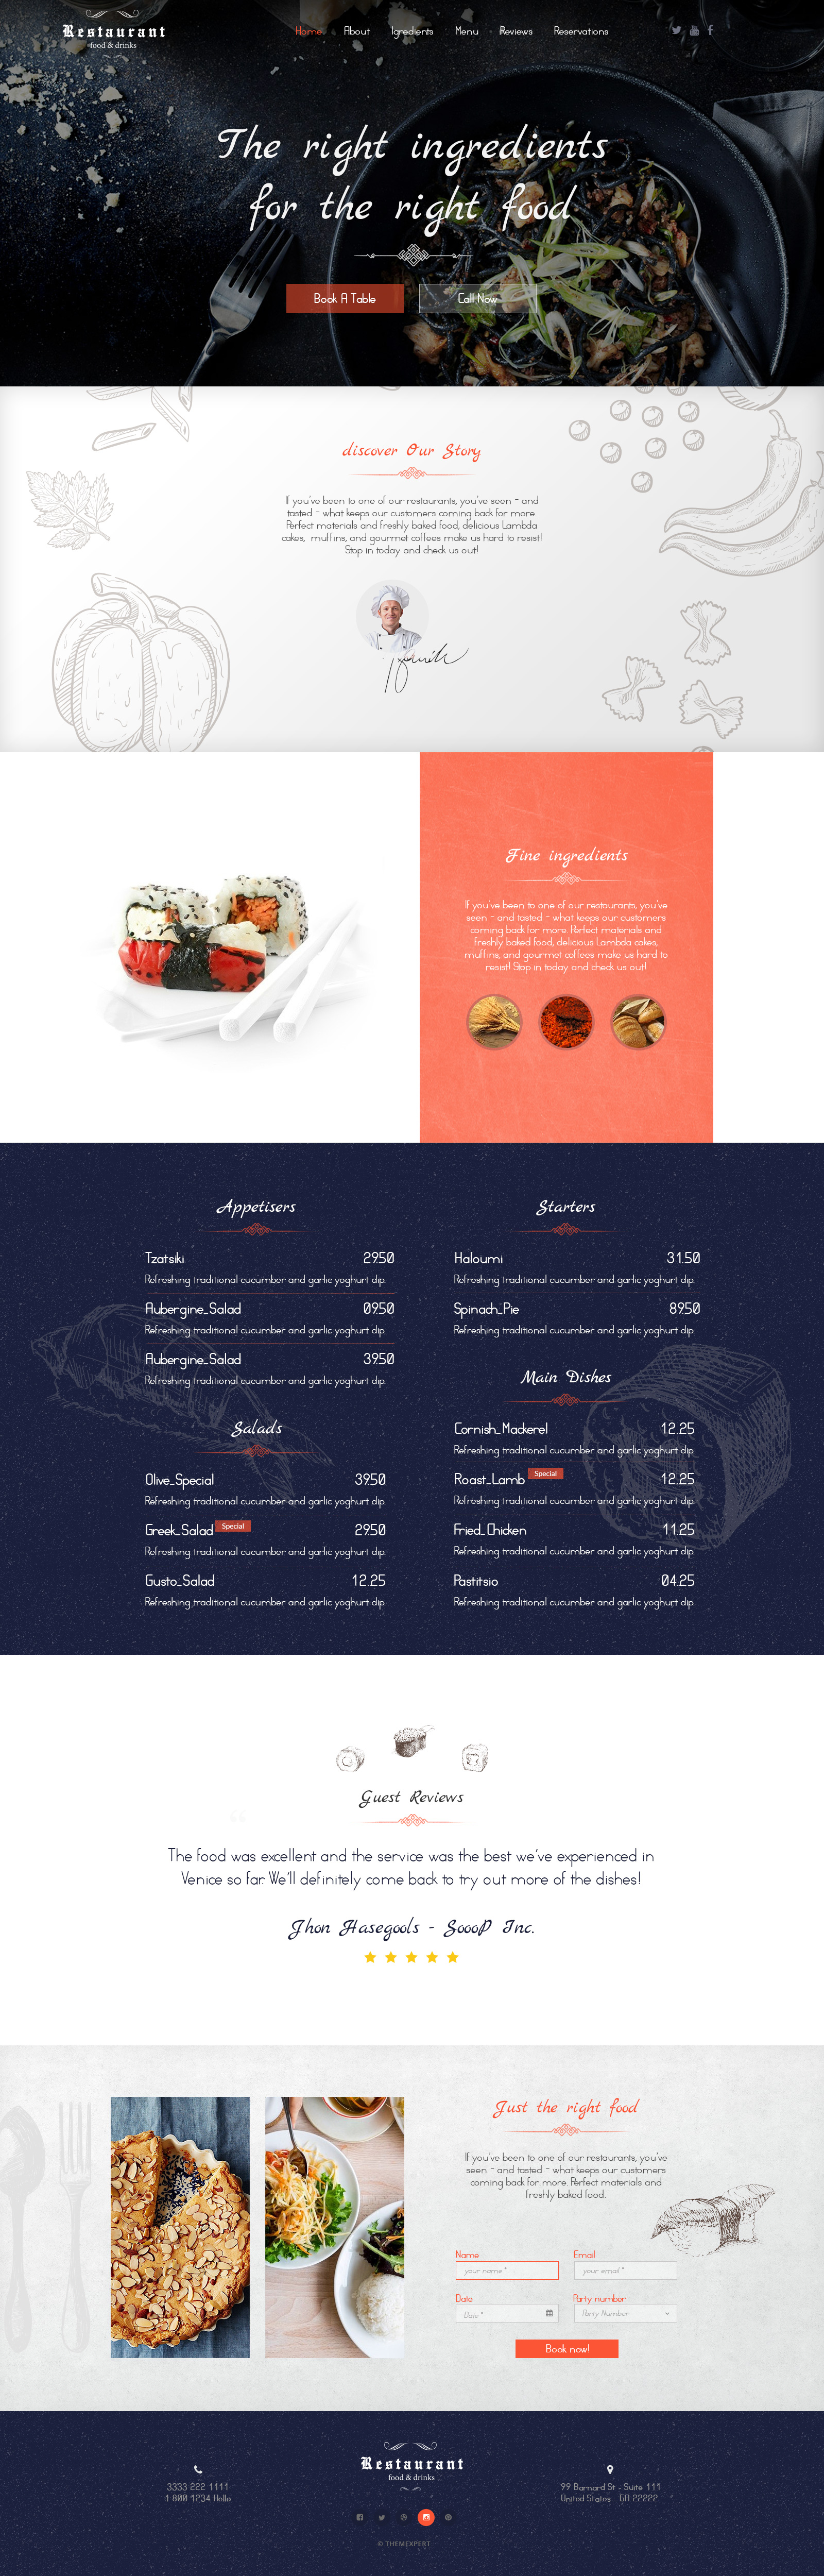 Restaurant
food & drinks
Home About Igredients Menu Reviews Reservations
The right ingredients
for the right food
Book A Table
Call Now
discover Our Story
If you've been to one of our restaurants, you've seen - and
tasted - what keeps our customers coming back for more.
Perfect materials and freshly baked food, delicious Lambda
cakes, muffins, and gourmet coffees make us hard to resist!
Stop in today and check us out!
Fine ingredients
If you've been to one of our restaurants, you've
seen - and tasted - what keeps our customers
coming back for more. Perfect materials and
freshly baked food, delicious Lambda cakes,
muffins, and gourmet coffees make us hard to
resist! Stop in today and check us out!
Appetisers
Tzatsiki 29.50
Refreshing traditional cucumber and garlic yoghurt dip.
Aubergine_Salad 09.50
Refreshing traditional cucumber and garlic yoghurt dip.
Aubergine_Salad 39.50
Refreshing traditional cucumber and garlic yoghurt dip.
Salads
Olive_Special 39.50
Refreshing traditional cucumber and garlic yoghurt dip.
Greek_Salad Special 29.50
Refreshing traditional cucumber and garlic yoghurt dip.
Gusto_Salad 12.25
Refreshing traditional cucumber and garlic yoghurt dip.
Starters
Haloumi 31.50
Refreshing traditional cucumber and garlic yoghurt dip.
Spinach_Pie 89.50
Refreshing traditional cucumber and garlic yoghurt dip.
Main Dishes
Cornish_Mackerel 12.25
Refreshing traditional cucumber and garlic yoghurt dip.
Roast_Lamb Special 12.25
Refreshing traditional cucumber and garlic yoghurt dip.
Fried_Chicken 11.25
Refreshing traditional cucumber and garlic yoghurt dip.
Pastitsio 04.25
Refreshing traditional cucumber and garlic yoghurt dip.
Guest Reviews
The food was excellent and the service was the best we've experienced in
Venice so far. We'll definitely come back to try out more of the dishes!
Jhon Hasegools - SoooP Inc.
Just the right food
If you've been to one of our restaurants, you've
seen - and tasted - what keeps our customers
coming back for more. Perfect materials and
freshly baked food.
Name Email
your name * your email *
Date Party number
Date * Party Number
Book now!
3333 222 1111
1 800 1234 Hello
Restaurant
food & drinks
© THEMEXPERT
99 Barnard St - Suite 111
United States - GA 22222